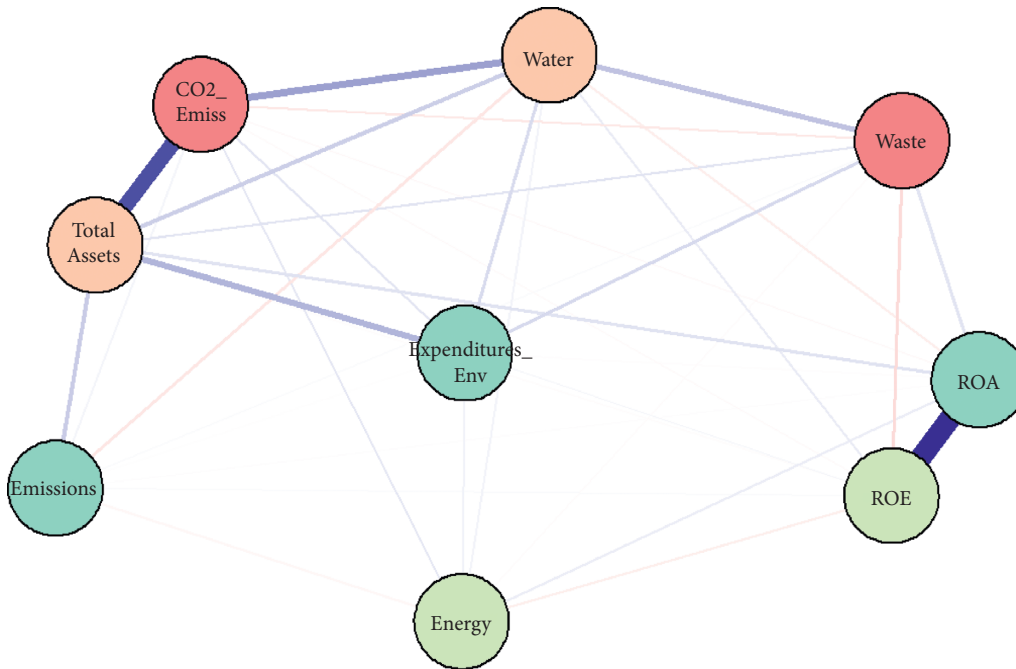 Water
CO2_
Emiss
Waste
Total
Assets
Expenditures_
Env
ROA
Emissions
ROE
Energy